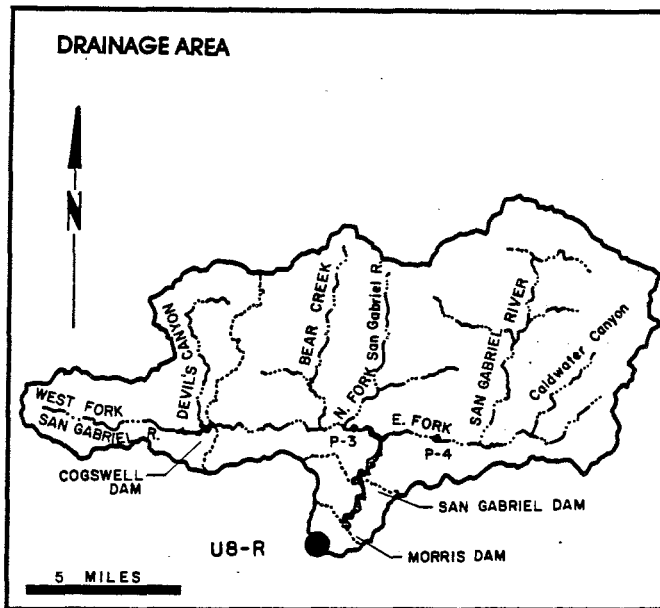 DRAINAGE AREA
N
DEVIL'S CANYON
BEAR CREEK
N. FORK San Gabriel R.
SAN GABRIEL RIVER
Caldwater Canyon
WEST FORK
SAN GABRIEL R.
P-3
E. FORK
P-4
COGSWELL
DAM
SAN GABRIEL DAM
U8-R
MORRIS DAM
5 MILES